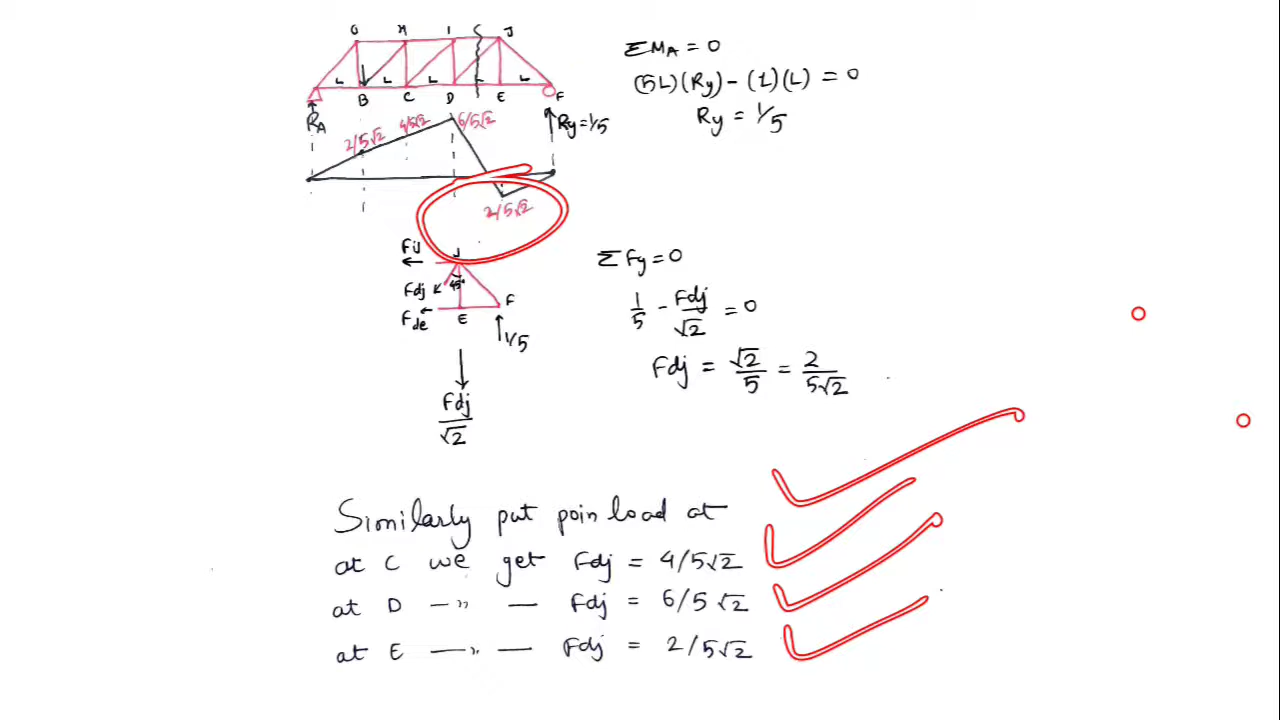 G H I J
L L L L L
B C D E F
RA
Ry = 1/5
2/5√2 4/5√2 6/5√2
2/5√2
ΣMA = 0
(5L)(Ry) - (1)(L) = 0
Ry = 1/5
Fij J
Fdj 45°
Fde E F
1/5
Fdj/√2
ΣFy = 0
1/5 - Fdj/√2 = 0
Fdj = √2/5 = 2/5√2
Similarly put poin load at
at C we get Fdj = 4/5√2
at D —〃— Fdj = 6/5√2
at E —〃— Fdj = 2/5√2